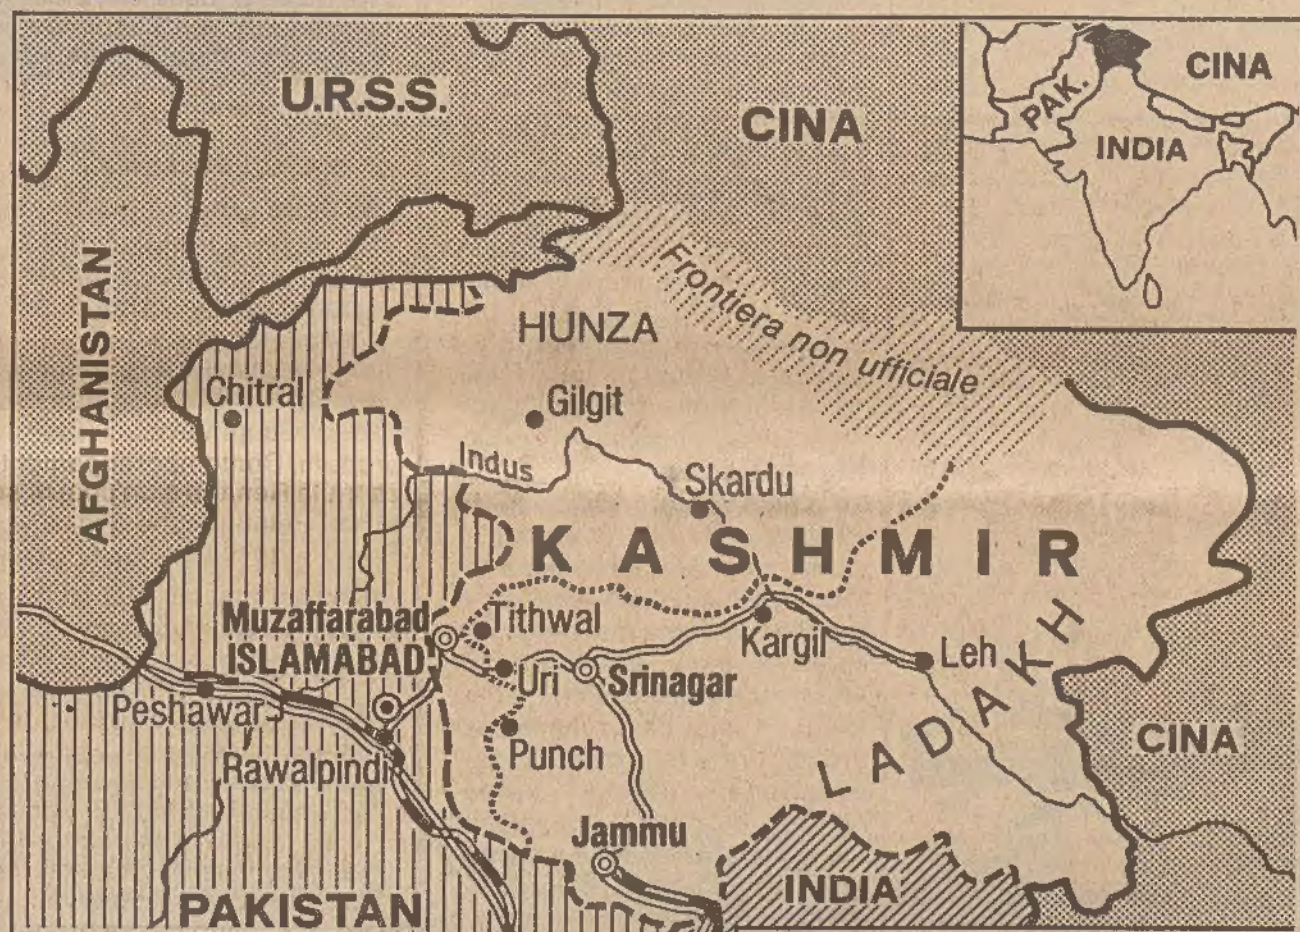 U.R.S.S.
CINA
CINA
PAK.
INDIA
AFGHANISTAN
Frontiera non ufficiale
HUNZA
Chitral
Gilgit
Indus
Skardu
KASHMIR
Muzaffarabad
Tithwal
ISLAMABAD
Kargil
Leh
Uri
Srinagar
LADAKH
Peshawar
Punch
CINA
Rawalpindi
Jammu
INDIA
PAKISTAN